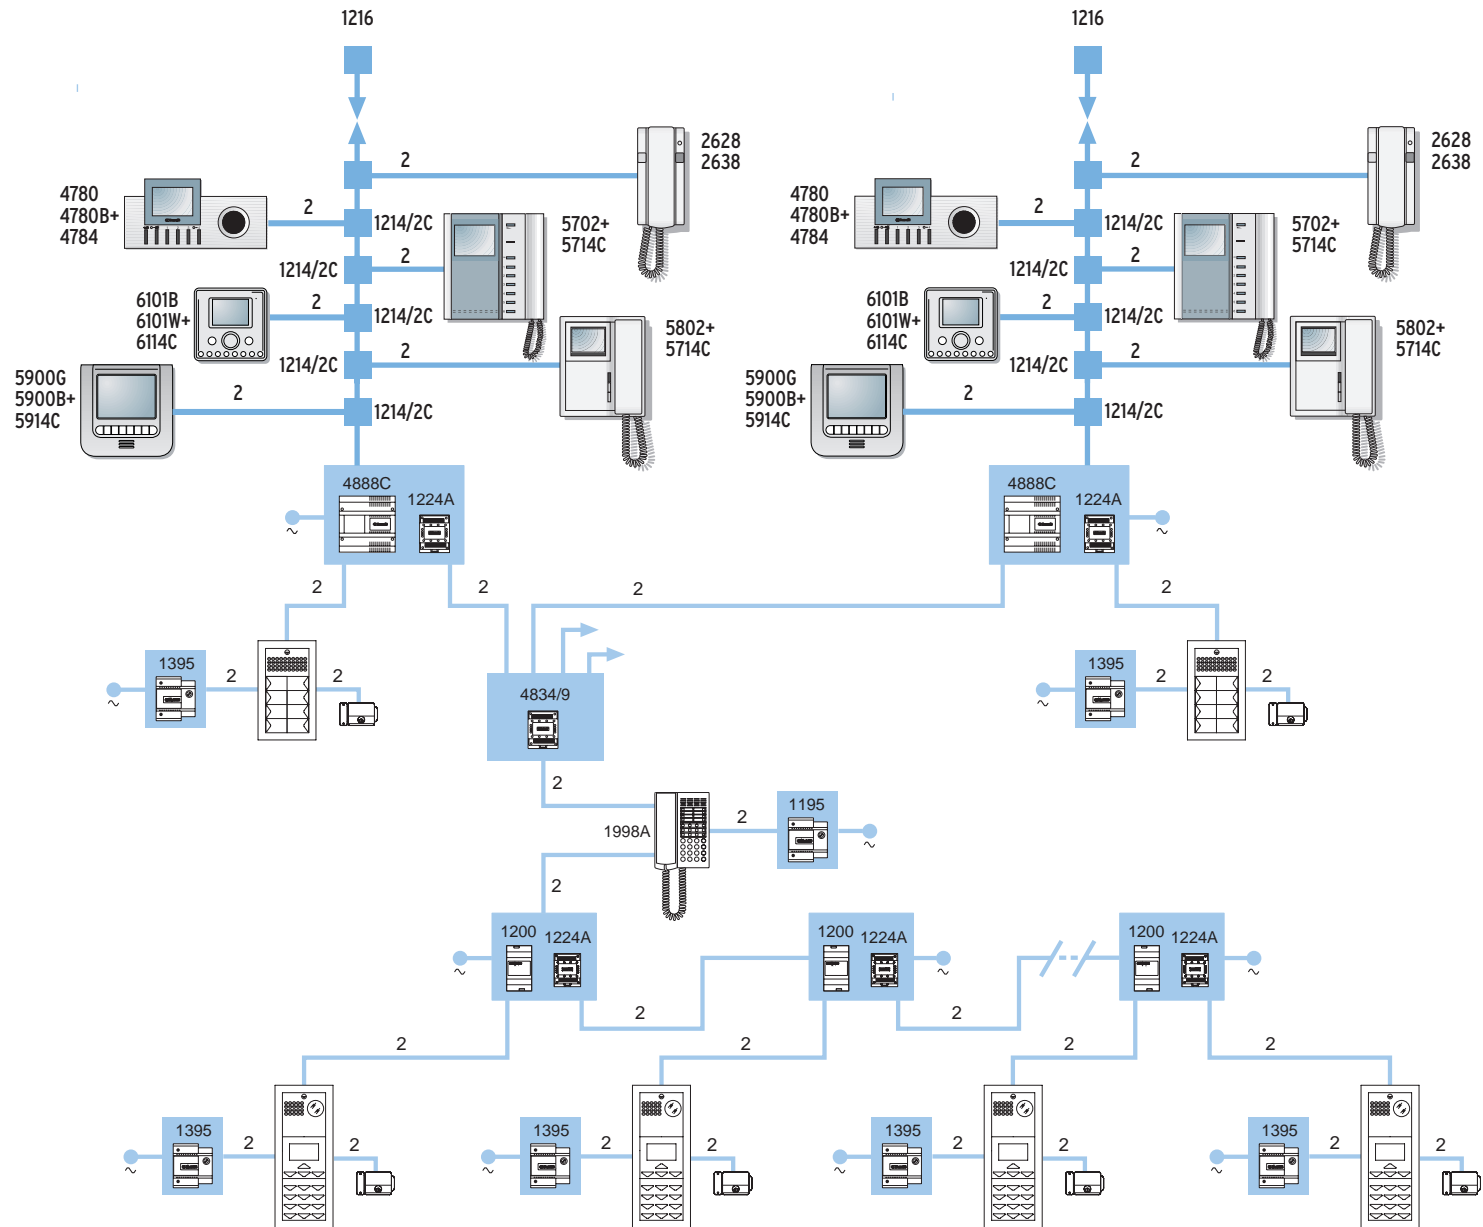 1216
1216
2
2628
2638
2
2628
2638
4780
4780B+
4784
2
1214/2C
5702+
5714C
4780
4780B+
4784
2
1214/2C
5702+
5714C
1214/2C
2
1214/2C
2
6101B
6101W+
6114C
2
1214/2C
6101B
6101W+
6114C
2
1214/2C
5802+
5714C
5802+
5714C
1214/2C
2
1214/2C
2
5900G
5900B+
5914C
2
1214/2C
5900G
5900B+
5914C
2
1214/2C
4888C
1224A
4888C
1224A
~
~
2
2
2
2
1395
2
2
1395
2
2
~
~
4834/9
2
1998A
2
1195
~
2
1200
1224A
1200
1224A
1200
1224A
~
~
~
2
2
2
2
2
2
1395
2
2
1395
2
2
1395
2
2
1395
2
2
~
~
~
~